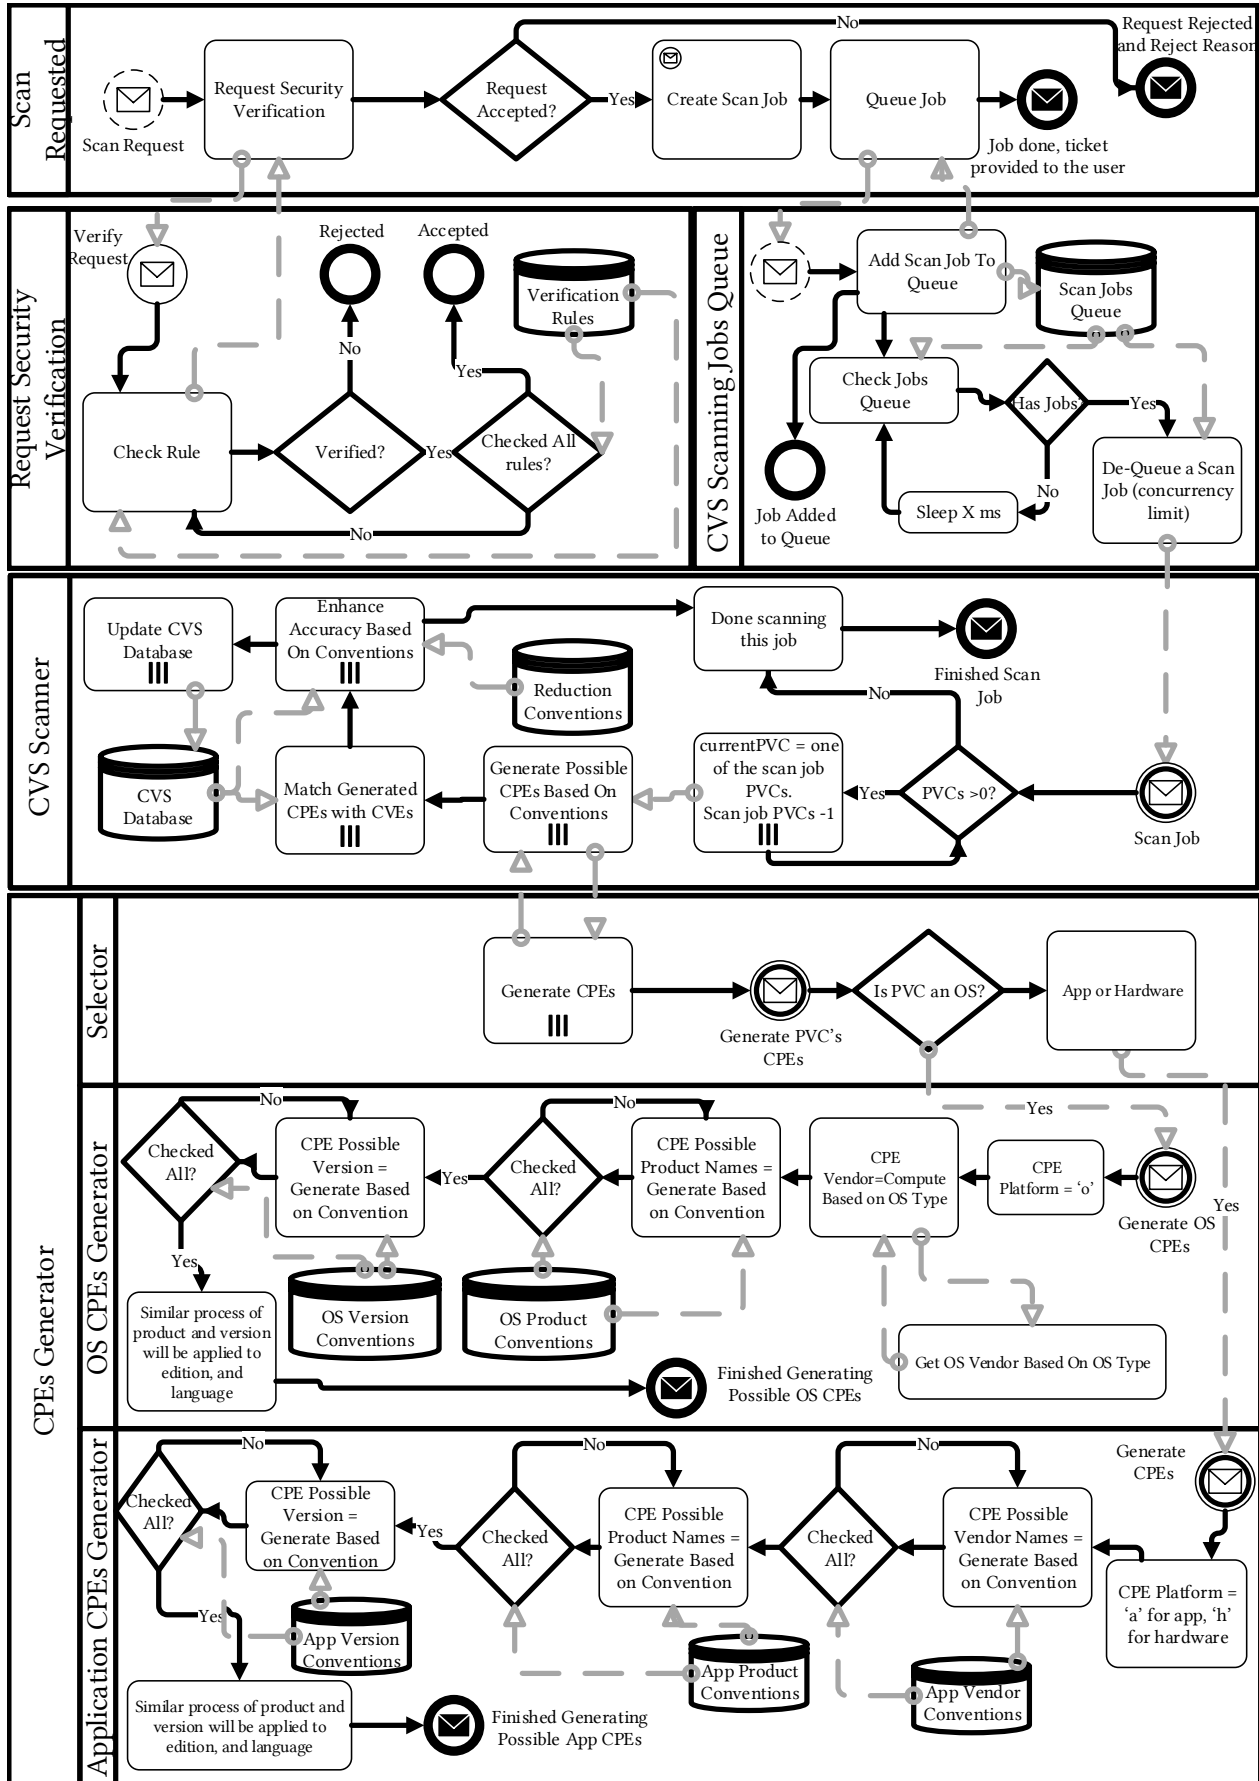 Scan
Requested
No
Request Rejected
and Reject Reason
Request Security
Verification
Request
Accepted?
Yes
Create Scan Job
Queue Job
Scan Request
Job done, ticket
provided to the user
Request Security
Verification
Verify
Request
Rejected
Accepted
Verification
Rules
No
Yes
Check Rule
Verified?
Yes
Checked All
rules?
No
CVS Scanning Jobs Queue
Add Scan Job To
Queue
Scan Jobs
Queue
Check Jobs
Queue
Has Jobs?
Yes
De-Queue a Scan
Job (concurrency
limit)
No
Sleep X ms
Job Added
to Queue
CVS Scanner
Update CVS
Database
Enhance
Accuracy Based
On Conventions
Done scanning
this job
Finished Scan
Job
Reduction
Conventions
No
CVS
Database
Match Generated
CPEs with CVEs
Generate Possible
CPEs Based On
Conventions
currentPVC = one
of the scan job
PVCs.
Scan job PVCs -1
Yes
PVCs >0?
Scan Job
CPEs Generator
Selector
Generate CPEs
Generate PVC's
CPEs
Is PVC an OS?
App or Hardware
OS CPEs Generator
No
No
Yes
Checked
All?
CPE Possible
Version =
Generate Based
on Convention
Yes
Checked
All?
CPE Possible
Product Names =
Generate Based
on Convention
CPE
Vendor=Compute
Based on OS Type
CPE
Platform = ‘o’
Generate OS
CPEs
Yes
Yes
OS Version
Conventions
OS Product
Conventions
Similar process of
product and version
will be applied to
edition, and
language
Get OS Vendor Based On OS Type
Finished Generating
Possible OS CPEs
Application CPEs Generator
No
No
No
Generate
CPEs
Checked
All?
CPE Possible
Version =
Generate Based
on Convention
Yes
Checked
All?
CPE Possible
Product Names =
Generate Based
on Convention
Checked
All?
CPE Possible
Vendor Names =
Generate Based
on Convention
CPE Platform =
‘a’ for app, ‘h’
for hardware
Yes
App Version
Conventions
App Product
Conventions
App Vendor
Conventions
Similar process of product and
version will be applied to
edition, and language
Finished Generating
Possible App CPEs